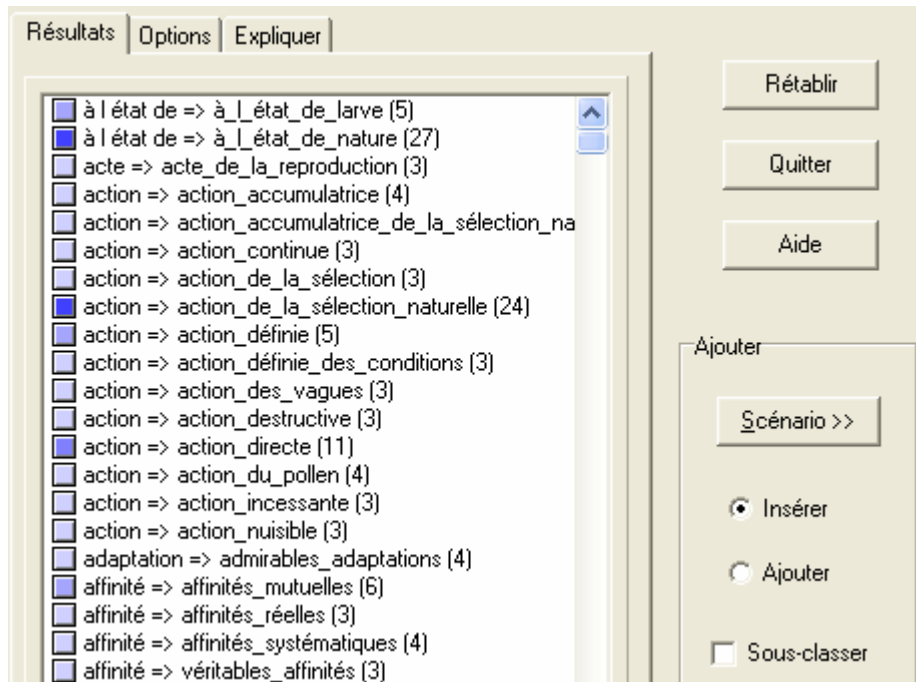 Résultats Options Expliquer
à l état de => à_l_état_de_larve (5)
à l état de => à_l_état_de_nature (27)
acte => acte_de_la_reproduction (3)
action => action_accumulatrice (4)
action => action_accumulatrice_de_la_sélection_na
action => action_continue (3)
action => action_de_la_sélection (3)
action => action_de_la_sélection_naturelle (24)
action => action_définie (5)
action => action_définie_des_conditions (3)
action => action_des_vagues (3)
action => action_destructive (3)
action => action_directe (11)
action => action_du_pollen (4)
action => action_incessante (3)
action => action_nuisible (3)
adaptation => admirables_adaptations (4)
affinité => affinités_mutuelles (6)
affinité => affinités_réelles (3)
affinité => affinités_systématiques (4)
affinité => véritables_affinités (3)
Rétablir
Quitter
Aide
Ajouter
Scénario >>
Insérer
Ajouter
Sous-classer